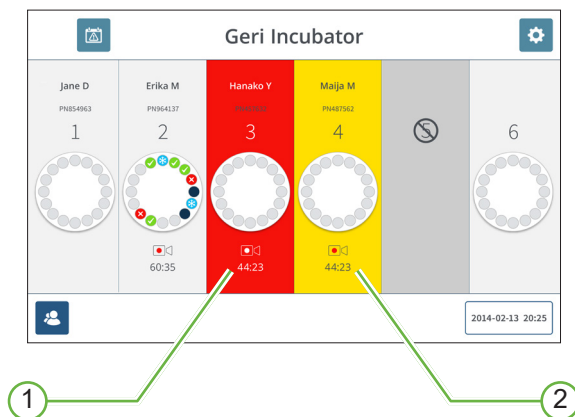 Geri Incubator
Jane D
PN854963
1
Erika M
PN964137
2
60:35
Hanako Y
3
44:23
Maija M
PN487562
4
44:23
5
6
2014-02-13 20:25
1
2